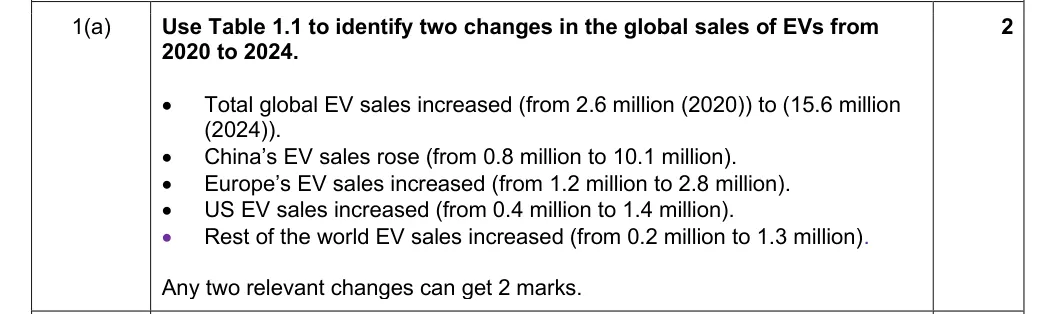 1(a)
Use Table 1.1 to identify two changes in the global sales of EVs from
2020 to 2024.
2
• Total global EV sales increased (from 2.6 million (2020)) to (15.6 million
(2024)).
• China’s EV sales rose (from 0.8 million to 10.1 million).
• Europe’s EV sales increased (from 1.2 million to 2.8 million).
• US EV sales increased (from 0.4 million to 1.4 million).
• Rest of the world EV sales increased (from 0.2 million to 1.3 million).
Any two relevant changes can get 2 marks.